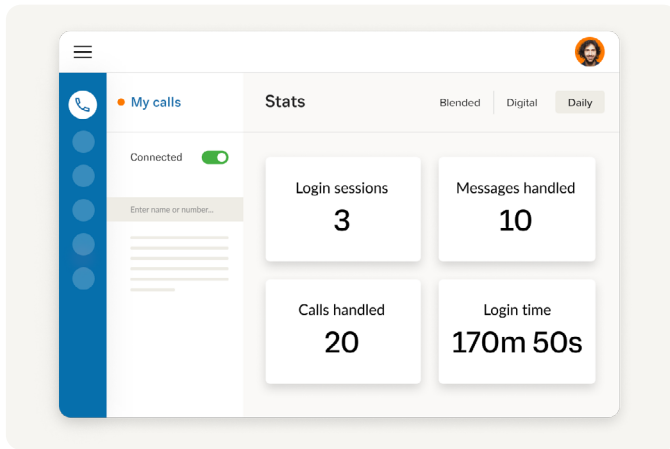 My calls
Stats
Blended
Digital
Daily
Connected
Enter name or number...
Login sessions
3
Messages handled
10
Calls handled
20
Login time
170m 50s